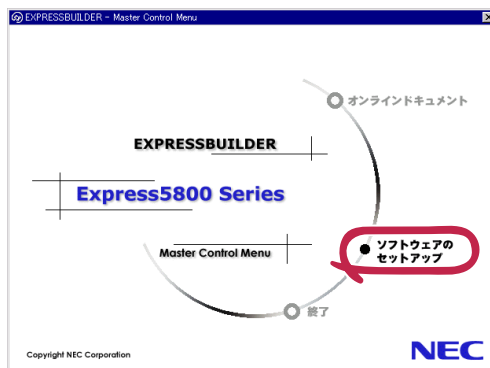 EXPRESSBUILDER - Master Control Menu
オンラインドキュメント
EXPRESSBUILDER
Express5800 Series
ソフトウェアの
セットアップ
Master Control Menu
終了
Copyright NEC Corporation
NEC